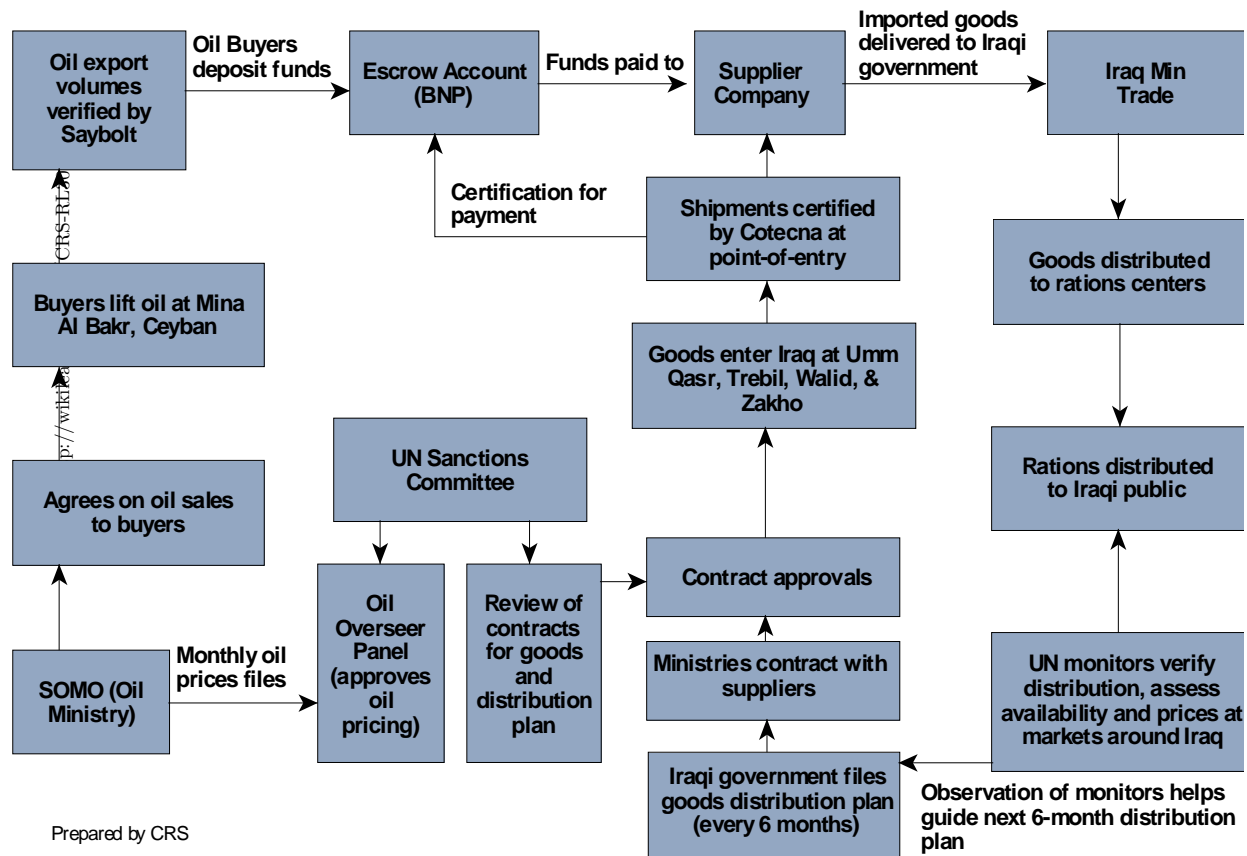 Oil export
volumes
verified by
Saybolt
Oil Buyers
deposit funds
Escrow Account
(BNP)
Funds paid to
Supplier
Company
Imported goods
delivered to Iraqi
government
Iraq Min
Trade
CRS-RL30
Certification for
payment
Shipments certified
by Cotecna at
point-of-entry
Goods distributed
to rations centers
Buyers lift oil at Mina
Al Bakr, Ceyban
Goods enter Iraq at Umm
Qasr, Trebil, Walid, &
Zakho
p://wikilea
UN Sanctions
Committee
Rations distributed
to Iraqi public
Agrees on oil sales
to buyers
Oil
Overseer
Panel
(approves
oil
pricing)
Review of
contracts
for goods
and
distribution
plan
Contract approvals
SOMO (Oil
Ministry)
Monthly oil
prices files
Ministries contract with
suppliers
UN monitors verify
distribution, assess
availability and prices at
markets around Iraq
Iraqi government files
goods distribution plan
(every 6 months)
Observation of monitors helps
guide next 6-month distribution
plan
Prepared by CRS